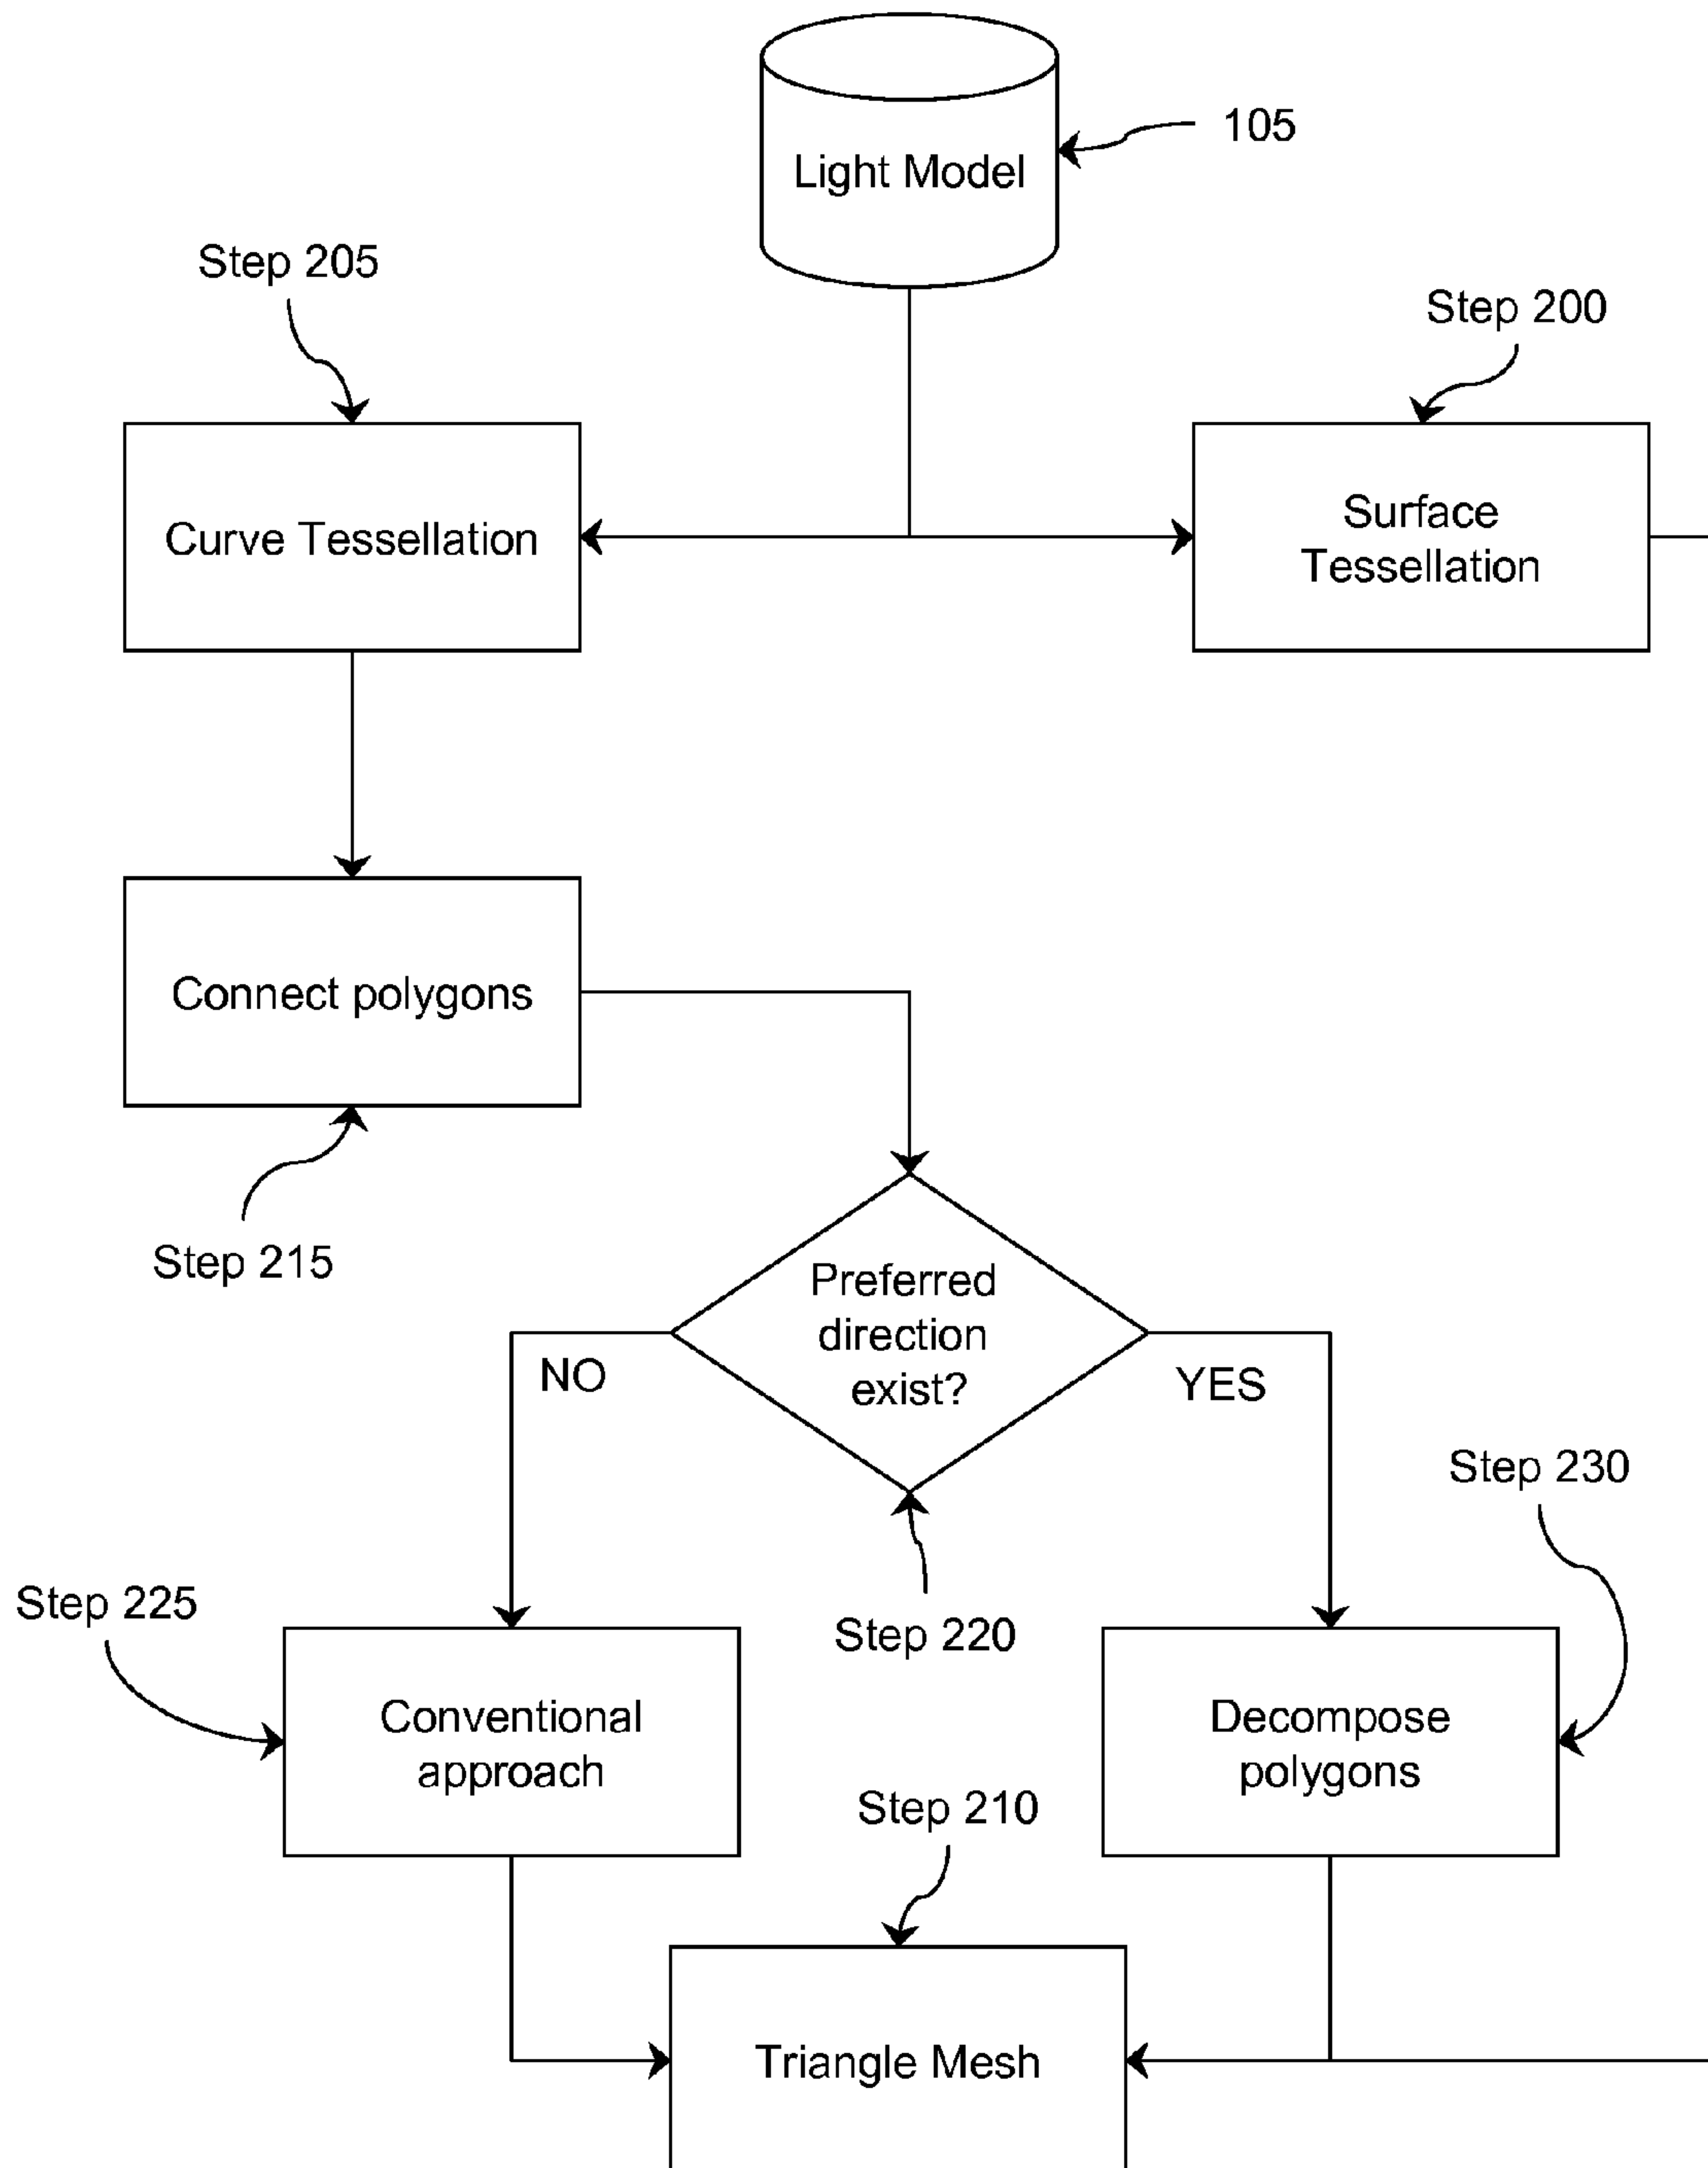 Light Model
105
Step 205
Step 200
Curve Tessellation
Surface
Tessellation
Connect polygons
Step 215
Preferred
direction
exist?
NO
YES
Step 230
Step 225
Step 220
Conventional
approach
Decompose
polygons
Step 210
Triangle Mesh